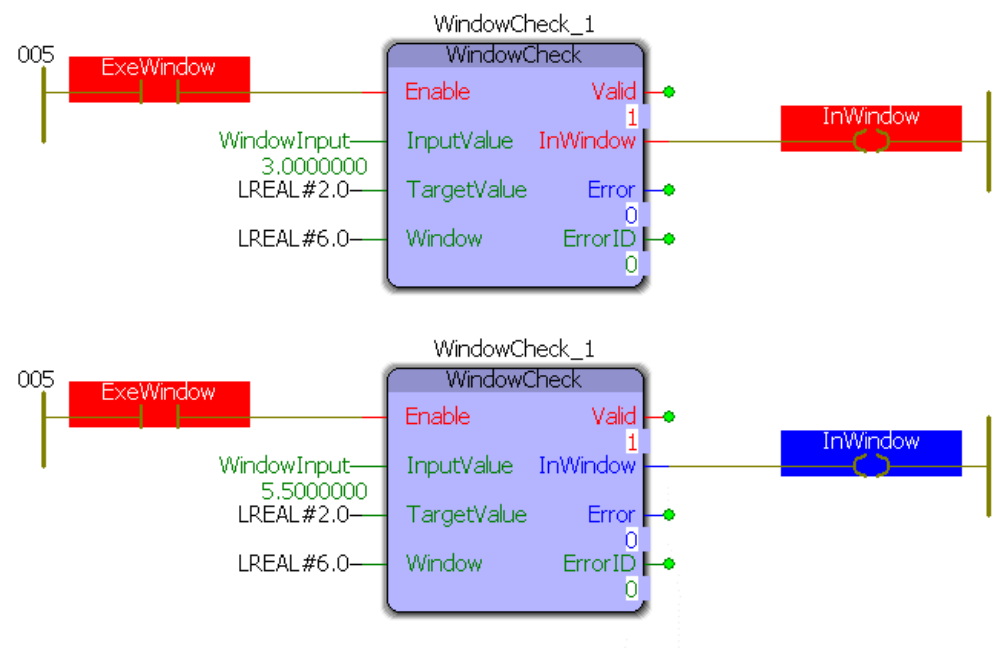 WindowCheck_1
005
ExeWindow
WindowCheck
Enable Valid
1
InWindow
WindowInput InputValue InWindow
3.0000000
LREAL#2.0 TargetValue Error
0
LREAL#6.0 Window ErrorID
0
WindowCheck_1
005
ExeWindow
WindowCheck
Enable Valid
1
InWindow
WindowInput InputValue InWindow
5.5000000
LREAL#2.0 TargetValue Error
0
LREAL#6.0 Window ErrorID
0